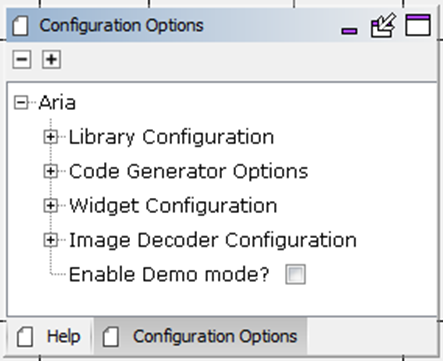 Configuration Options
Aria
Library Configuration
Code Generator Options
Widget Configuration
Image Decoder Configuration
Enable Demo mode?
Help Configuration Options